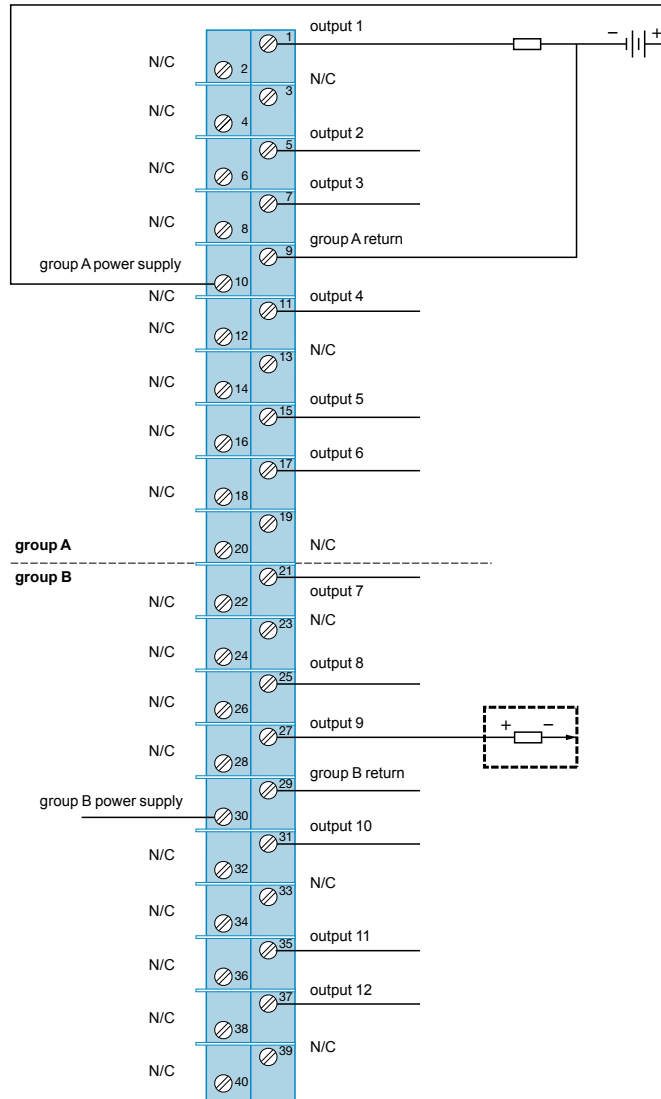 output 1
1
− +
N/C
2
N/C
3
N/C
4
output 2
5
N/C
6
output 3
7
N/C
8
group A return
9
group A power supply
10
N/C
output 4
11
N/C
12
N/C
13
N/C
14
output 5
15
N/C
16
output 6
17
N/C
18
19
group A
20
N/C
group B
21
output 7
N/C
22
N/C
23
N/C
24
output 8
25
N/C
26
output 9
27
+ −
N/C
28
group B return
29
group B power supply
30
output 10
31
N/C
32
N/C
33
N/C
34
output 11
35
N/C
36
output 12
37
N/C
38
N/C
39
N/C
40